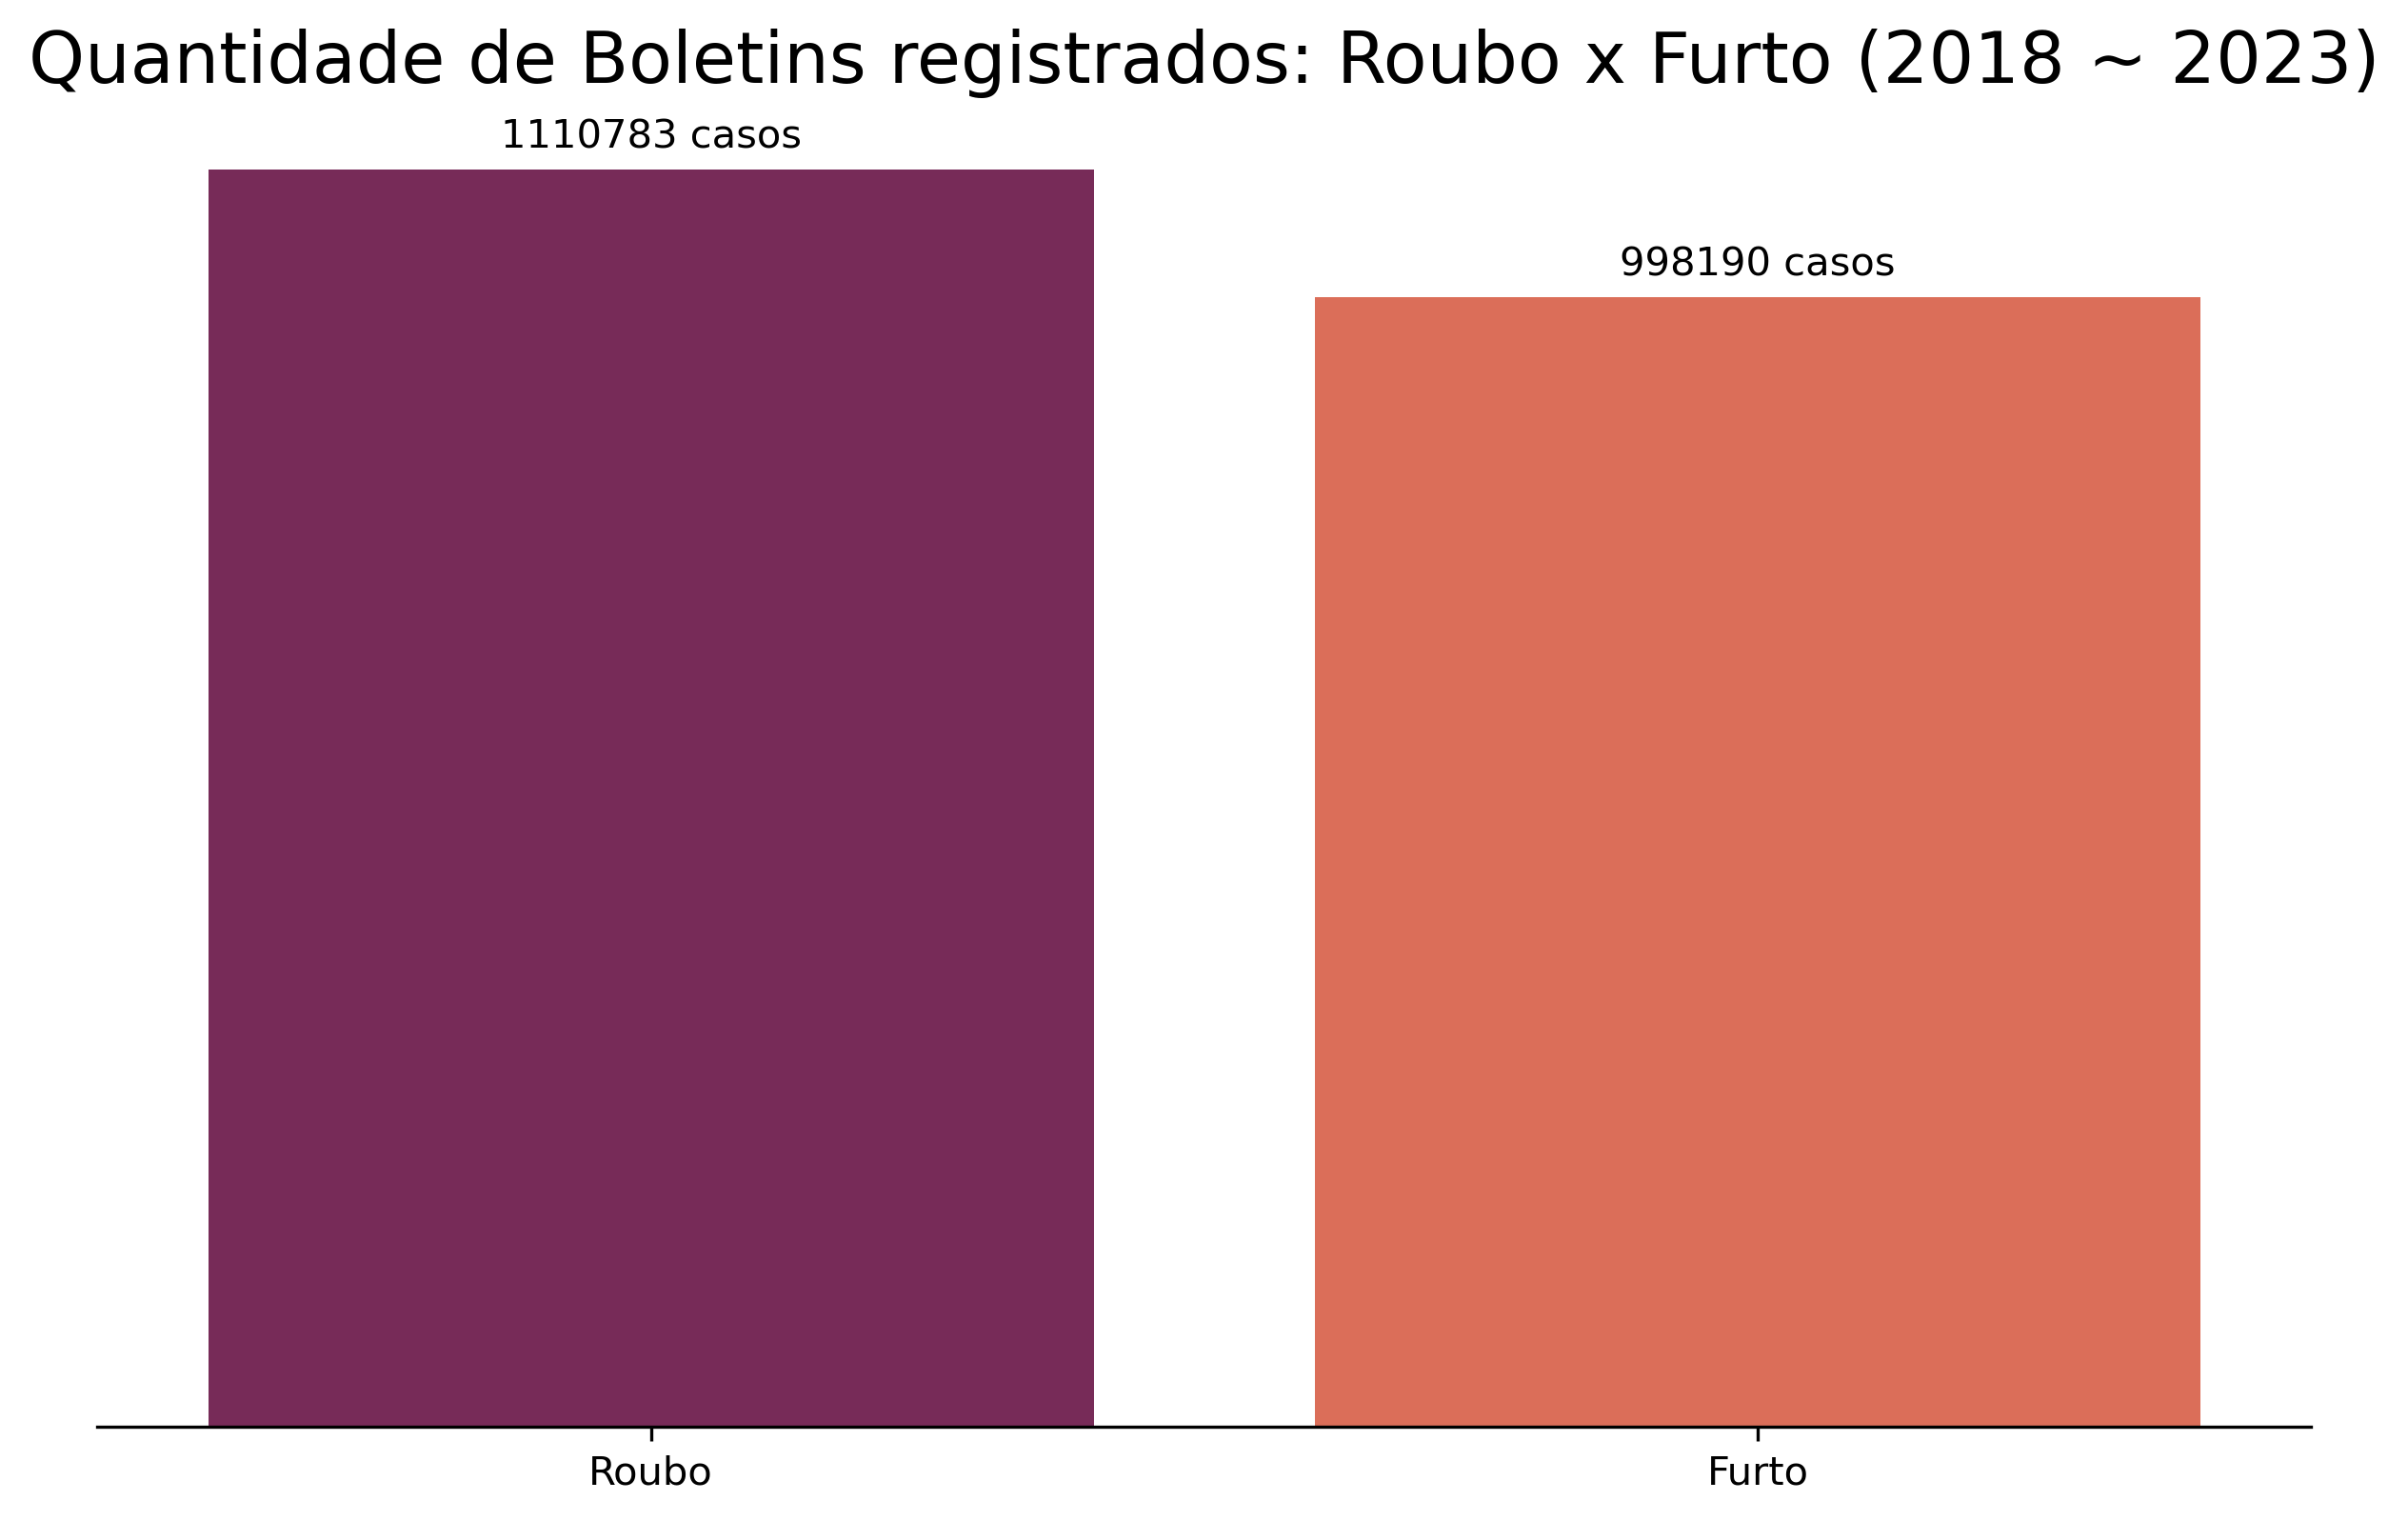 Quantidade de Boletins registrados: Roubo x Furto (2018 ~ 2023)
1110783 casos
998190 casos
Roubo
Furto